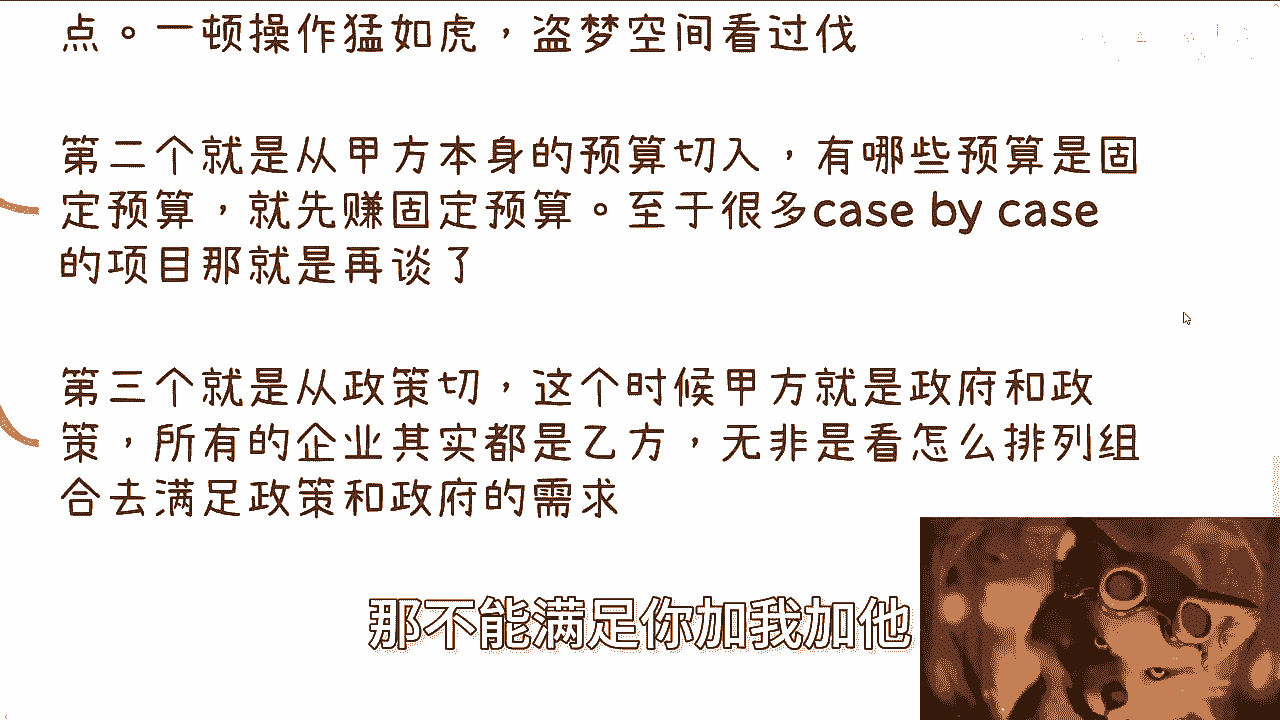 点。一顿操作猛如虎，盗梦空间看过伐
第二个就是从甲方本身的预算切入，有哪些预算是固
定预算，就先赚固定预算。至于很多case by case
的项目那就是再谈了
第三个就是从政策切，这个时候甲方就是政府和政
策，所有的企业其实都是乙方，无非是看怎么排列组
合去满足政策和政府的需求
那不能满足你加我加他